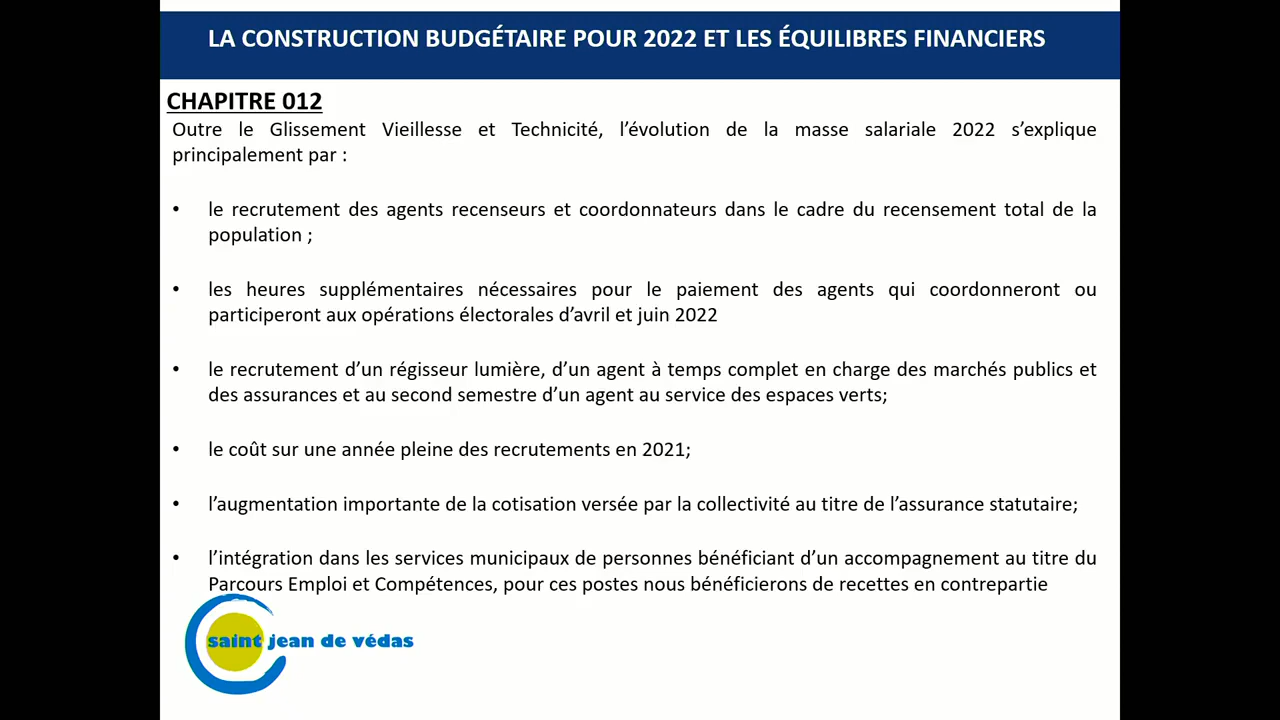 LA CONSTRUCTION BUDGÉTAIRE POUR 2022 ET LES ÉQUILIBRES FINANCIERS
CHAPITRE 012
Outre le Glissement Vieillesse et Technicité, l’évolution de la masse salariale 2022 s’explique
principalement par :
• le recrutement des agents recenseurs et coordonnateurs dans le cadre du recensement total de la
population ;
• les heures supplémentaires nécessaires pour le paiement des agents qui coordonneront ou
participeront aux opérations électorales d’avril et juin 2022
• le recrutement d’un régisseur lumière, d’un agent à temps complet en charge des marchés publics et
des assurances et au second semestre d’un agent au service des espaces verts;
• le coût sur une année pleine des recrutements en 2021;
• l’augmentation importante de la cotisation versée par la collectivité au titre de l’assurance statutaire;
• l’intégration dans les services municipaux de personnes bénéficiant d’un accompagnement au titre du
Parcours Emploi et Compétences, pour ces postes nous bénéficierons de recettes en contrepartie
saint jean de védas